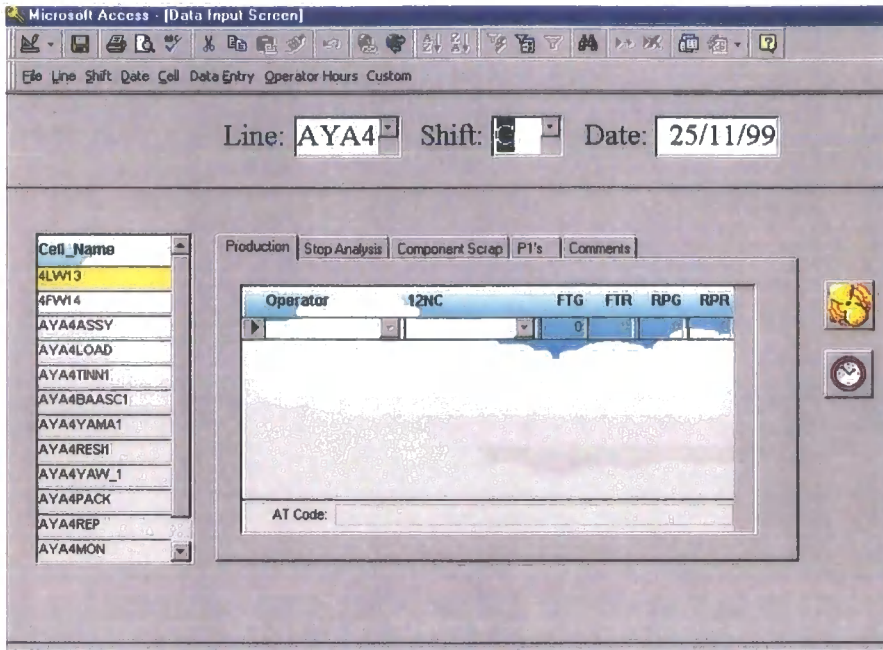 Microsoft Access - [Data Input Screen]
File Line Shift Date Cell Data Entry Operator Hours Custom
Line: AYA4 Shift: C Date: 25/11/99
Cell_Name
4LW13
4FW14
AYA4ASSY
AYA4LOAD
AYA4TINN1
AYA4BAASC1
AYA4YAMA1
AYA4RESI1
AYA4YAW_1
AYA4PACK
AYA4REP
AYA4MON
Production Stop Analysis Component Scrap P1's Comments
Operator 12NC FTG FTR RPG RPR
0
AT Code: